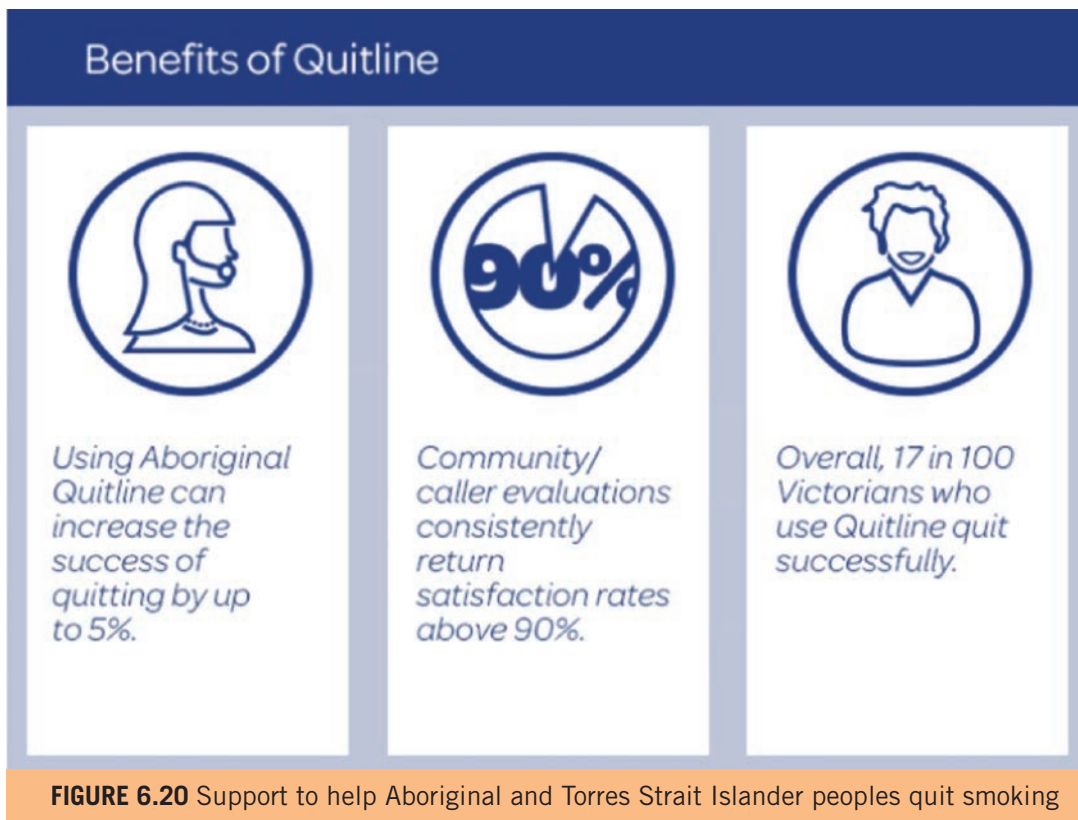 Benefits of Quitline
90%
Using Aboriginal
Quitline can
increase the
success of
quitting by up
to 5%.
Community/
caller evaluations
consistently
return
satisfaction rates
above 90%.
Overall, 17 in 100
Victorians who
use Quitline quit
successfully.
FIGURE 6.20 Support to help Aboriginal and Torres Strait Islander peoples quit smoking